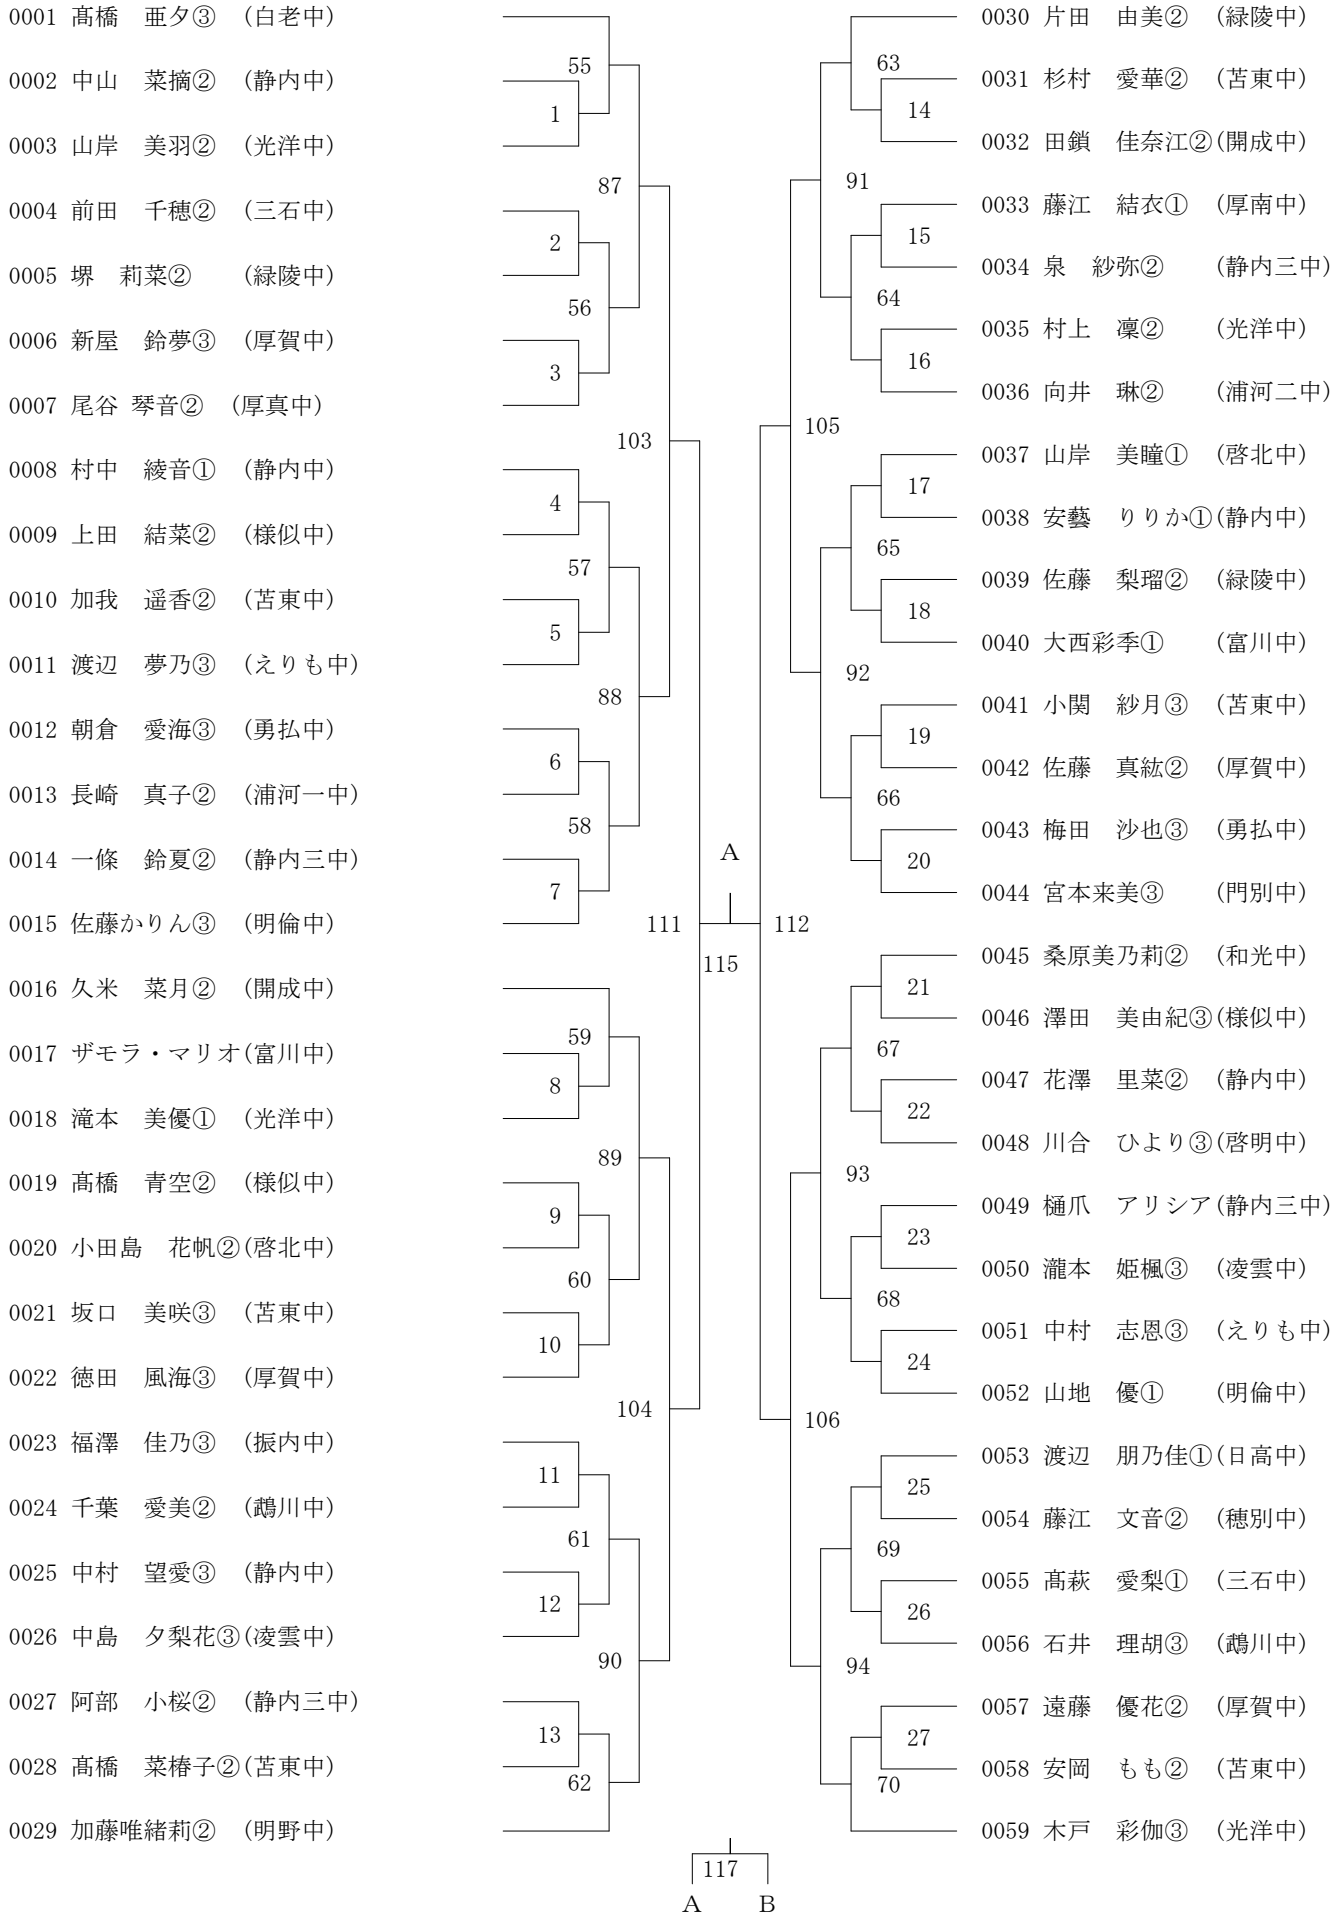 0001 髙橋　亜夕③　(白老中)
55
0002 中山　菜摘②　(静内中)
1
0003 山岸　美羽②　(光洋中)
87
0004 前田　千穂②　(三石中)
2
0005 堺　莉菜②　　(緑陵中)
56
0006 新屋　鈴夢③　(厚賀中)
3
0007 尾谷 琴音②　(厚真中)
103
0008 村中　綾音①　(静内中)
4
0009 上田　結菜②　(様似中)
57
0010 加我　遥香②　(苫東中)
5
0011 渡辺　夢乃③　(えりも中)
88
0012 朝倉　愛海③　(勇払中)
6
0013 長崎　真子②　(浦河一中)
58
0014 一條　鈴夏②　(静内三中)
7
0015 佐藤かりん③　(明倫中)
111
0016 久米　菜月②　(開成中)
59
0017 ザモラ・マリオ(富川中)
8
0018 滝本　美優①　(光洋中)
89
0019 髙橋　青空②　(様似中)
9
0020 小田島　花帆②(啓北中)
60
0021 坂口　美咲③　(苫東中)
10
0022 徳田　風海③　(厚賀中)
104
0023 福澤　佳乃③　(振内中)
11
0024 千葉　愛美②　(鵡川中)
61
0025 中村　望愛③　(静内中)
12
0026 中島　夕梨花③(凌雲中)
90
0027 阿部　小桜②　(静内三中)
13
0028 髙橋　菜椿子②(苫東中)
62
0029 加藤唯緒莉②　(明野中)
A
115
0030 片田　由美②　(緑陵中)
63
0031 杉村　愛華②　(苫東中)
14
0032 田鎖　佳奈江②(開成中)
91
0033 藤江　結衣①　(厚南中)
15
0034 泉　紗弥②　　(静内三中)
64
0035 村上　凜②　　(光洋中)
16
0036 向井　琳②　　(浦河二中)
105
0037 山岸　美瞳①　(啓北中)
17
0038 安藝　りりか①(静内中)
65
0039 佐藤　梨瑠②　(緑陵中)
18
0040 大西彩季①　　(富川中)
92
0041 小関　紗月③　(苫東中)
19
0042 佐藤　真紘②　(厚賀中)
66
0043 梅田　沙也③　(勇払中)
20
0044 宮本来美③　　(門別中)
112
0045 桑原美乃莉②　(和光中)
21
0046 澤田　美由紀③(様似中)
67
0047 花澤　里菜②　(静内中)
22
0048 川合　ひより③(啓明中)
93
0049 樋爪　アリシア(静内三中)
23
0050 瀧本　姫楓③　(凌雲中)
68
0051 中村　志恩③　(えりも中)
24
0052 山地　優①　　(明倫中)
106
0053 渡辺　朋乃佳①(日高中)
25
0054 藤江　文音②　(穂別中)
69
0055 髙萩　愛梨①　(三石中)
26
0056 石井　理胡③　(鵡川中)
94
0057 遠藤　優花②　(厚賀中)
27
0058 安岡　もも②　(苫東中)
70
0059 木戸　彩伽③　(光洋中)
117
A　B